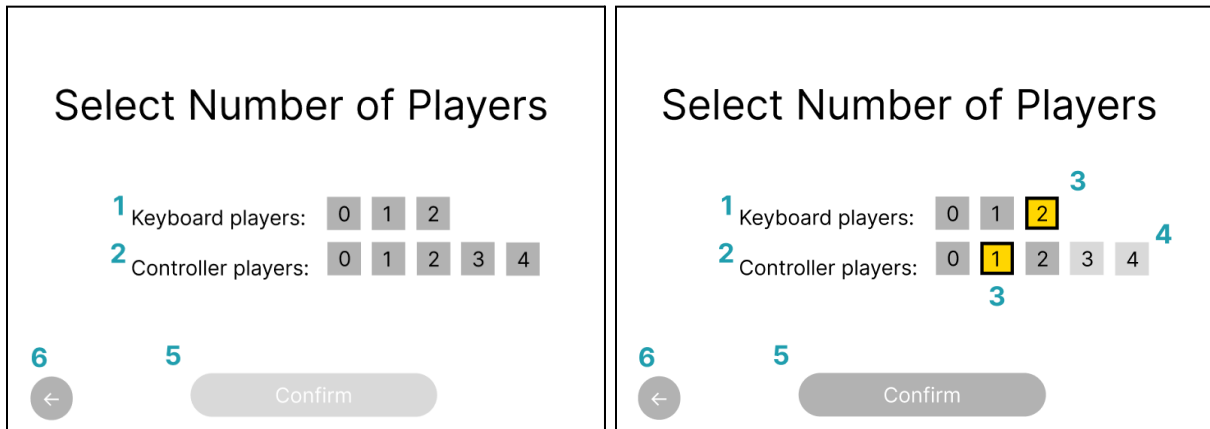 Select Number of Players
1 Keyboard players: 0 1 2
2 Controller players: 0 1 2 3 4
6 5
← Confirm
Select Number of Players
3
1 Keyboard players: 0 1 2
4
2 Controller players: 0 1 2 3 4
3
6 5
← Confirm